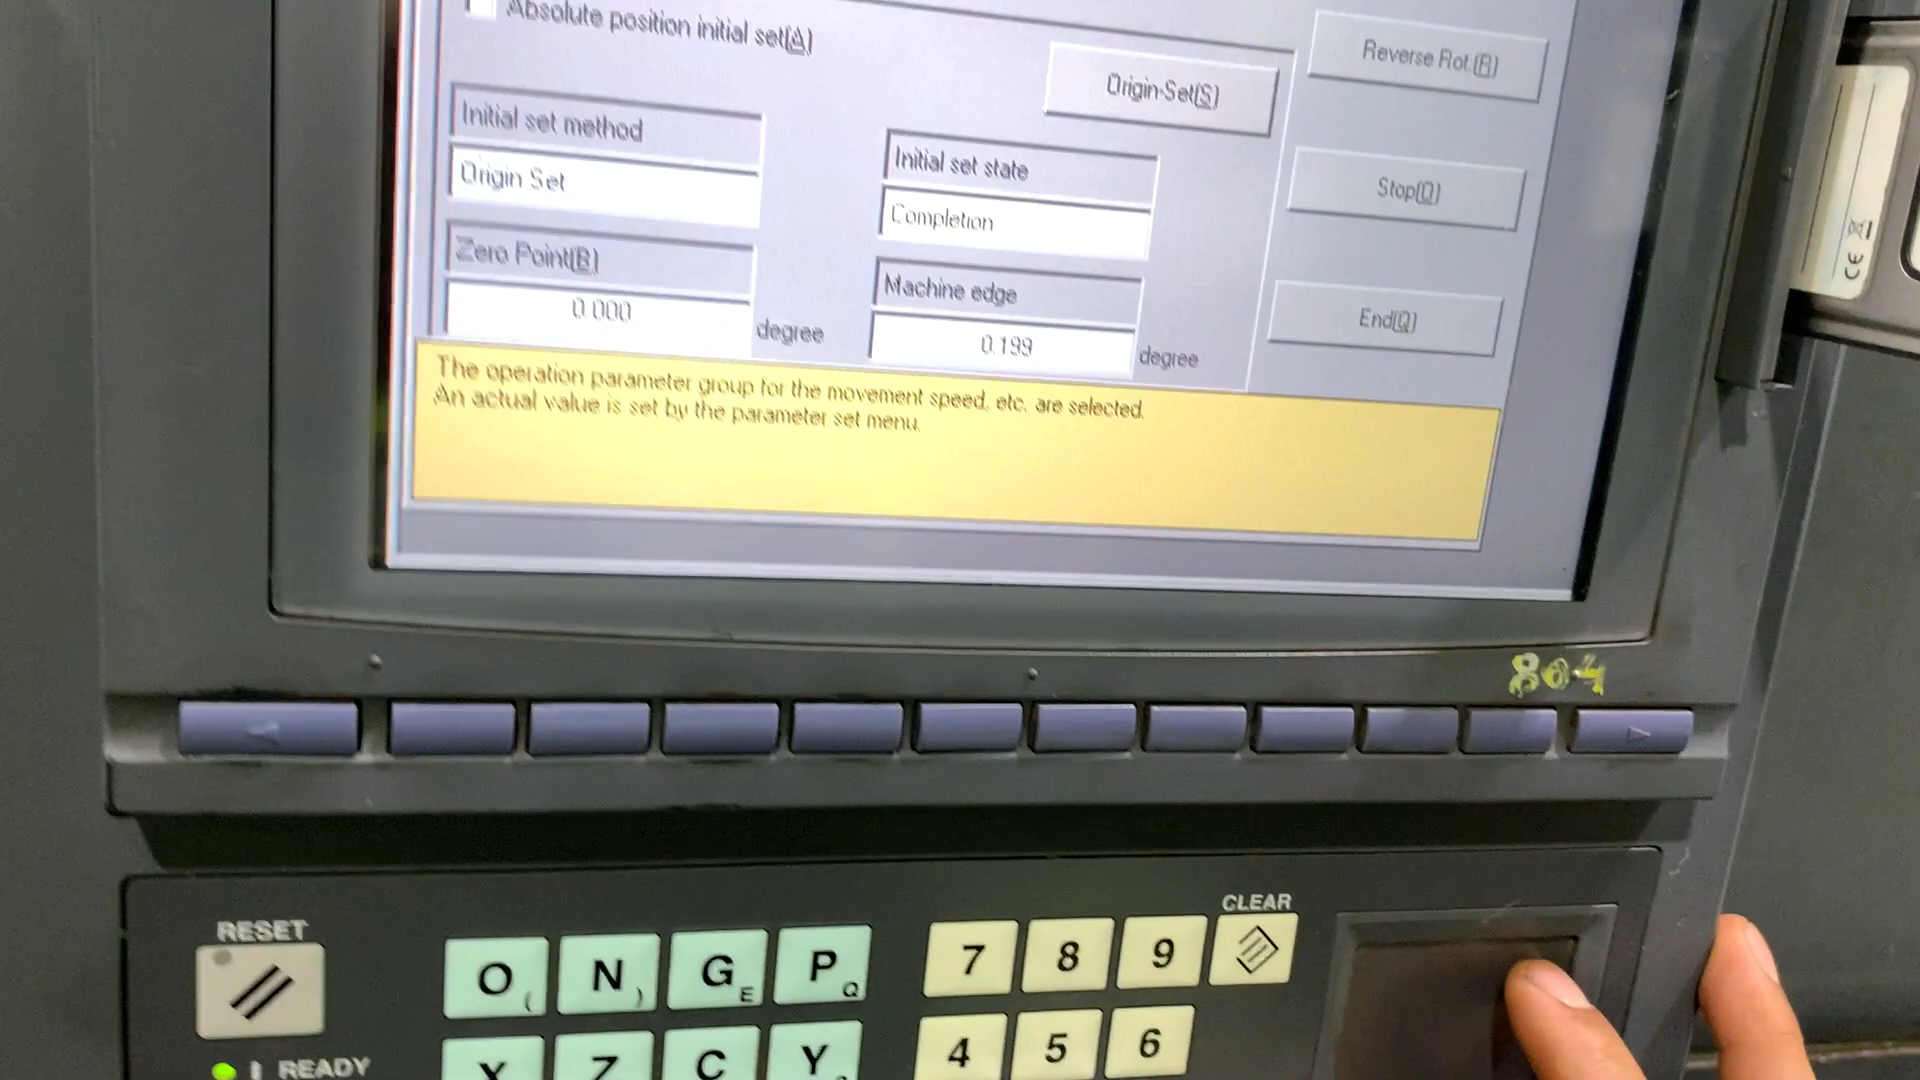 Absolute position initial set(A)
Origin-Set(S)
Reverse Rot.(R)
Initial set method
Origin Set
Initial set state
Completion
Stop(O)
Zero Point(B)
0.000
degree
Machine edge
0.199
degree
End(Q)
The operation parameter group for the movement speed, etc. are selected.
An actual value is set by the parameter set menu.
CE
804
RESET
CLEAR
O (
N )
G E
P Q
7 8 9
X
Z
C
Y
4 5 6
READY